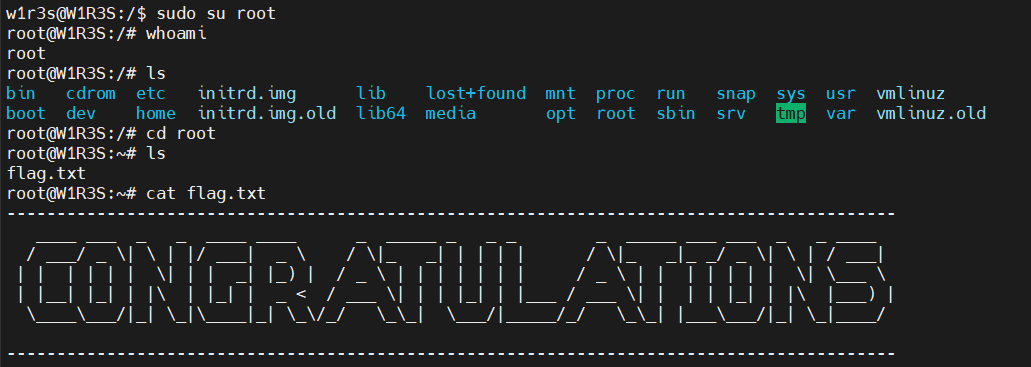 w1r3s@W1R3S:/$ sudo su root
root@W1R3S:/# whoami
root
root@W1R3S:/# ls
bin cdrom etc initrd.img lib lost+found mnt proc run snap sys usr vmlinuz
boot dev home initrd.img.old lib64 media opt root sbin srv tmp var vmlinuz.old
root@W1R3S:/# cd root
root@W1R3S:~# ls
flag.txt
root@W1R3S:~# cat flag.txt
-----------------------------------------------------------------------------------------
CONGRATULATIONS
-----------------------------------------------------------------------------------------